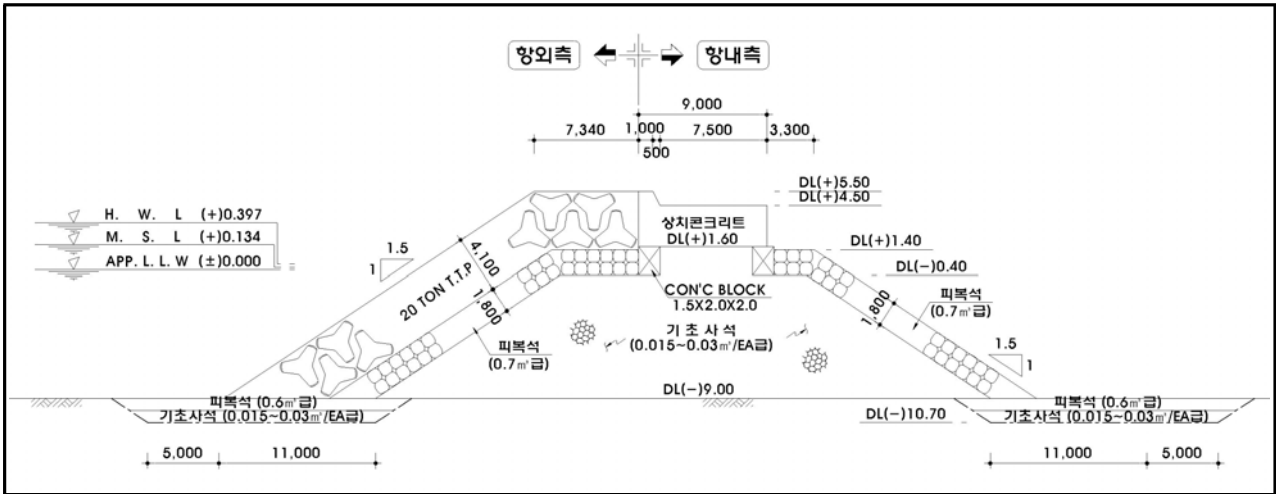 항외측 항내측
9,000
7,340 1,000 7,500 3,300
500
DL(+)5.50
DL(+)4.50
H. W. L (+)0.397
M. S. L (+)0.134
APP. L. L. W (±)0.000
상치콘크리트
DL(+)1.60
DL(+)1.40
DL(-)0.40
1.5
1
4,100
20 TON T.T.P
1,800
CON'C BLOCK
1.5X2.0X2.0
피복석
(0.7㎥급)
1,800
기초사석
(0.015~0.03㎥/EA급)
피복석
(0.7㎥급)
1.5
1
DL(-)9.00
피복석 (0.6㎥급)
기초사석 (0.015~0.03㎥/EA급)
DL(-)10.70
피복석 (0.6㎥급)
기초사석 (0.015~0.03㎥/EA급)
5,000 11,000
11,000 5,000